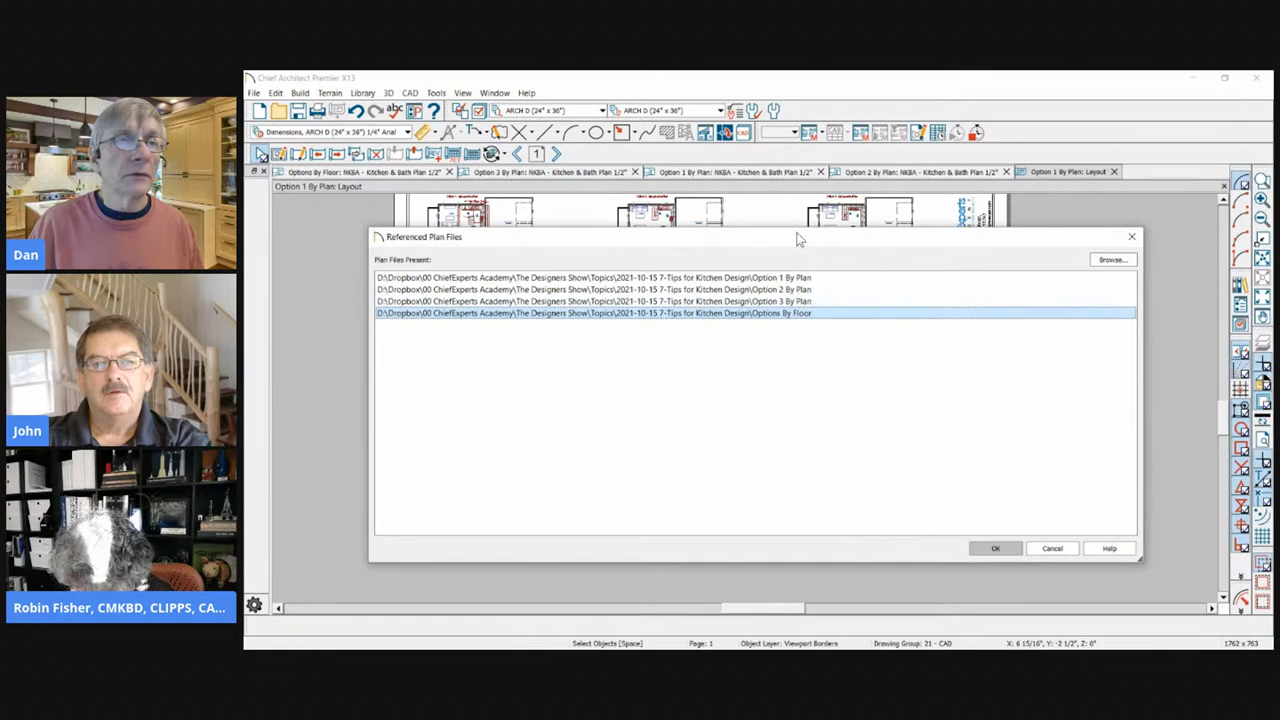 Dan
John
Robin Fisher, CMKBD, CLIPPS, CA...
Chief Architect Premier X13
File Edit Build Terrain Library 3D CAD Tools View Window Help
ARCH D (24" x 36") ARCH D (24" x 36")
Dimensions, ARCH D (24" x 36") 1/4" Arial
1
Options By Floor: NKBA - Kitchen & Bath Plan 1/2" Option 3 By Plan: NKBA - Kitchen & Bath Plan 1/2" Option 1 By Plan: NKBA - Kitchen & Bath Plan 1/2" Option 2 By Plan: NKBA - Kitchen & Bath Plan 1/2" Option 1 By Plan: Layout
Option 1 By Plan: Layout
Referenced Plan Files
Plan Files Present:
Browse...
D:\Dropbox\00 ChiefExperts Academy\The Designers Show\Topics\2021-10-15 7-Tips for Kitchen Design\Option 1 By Plan
D:\Dropbox\00 ChiefExperts Academy\The Designers Show\Topics\2021-10-15 7-Tips for Kitchen Design\Option 2 By Plan
D:\Dropbox\00 ChiefExperts Academy\The Designers Show\Topics\2021-10-15 7-Tips for Kitchen Design\Option 3 By Plan
D:\Dropbox\00 ChiefExperts Academy\The Designers Show\Topics\2021-10-15 7-Tips for Kitchen Design\Options By Floor
OK Cancel Help
Select Objects [Space] Page: 1 Object Layer: Viewport Borders Drawing Group: 21 - CAD X: 6 15/16", Y: -2 1/2", Z: 0" 1762 x 763